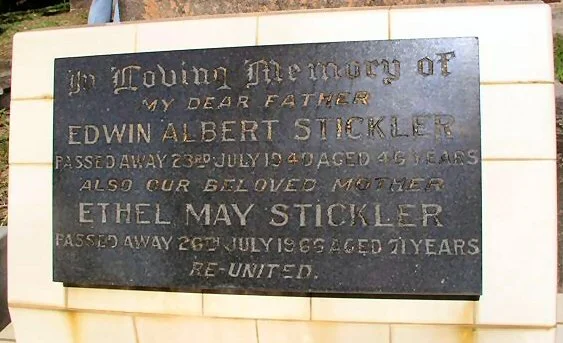 In Loving Memory of
MY DEAR FATHER
EDWIN ALBERT STICKLER
PASSED AWAY 23RD JULY 1940 AGED 46 YEARS
ALSO OUR BELOVED MOTHER
ETHEL MAY STICKLER
PASSED AWAY 26TH JULY 1966 AGED 71 YEARS
RE-UNITED.